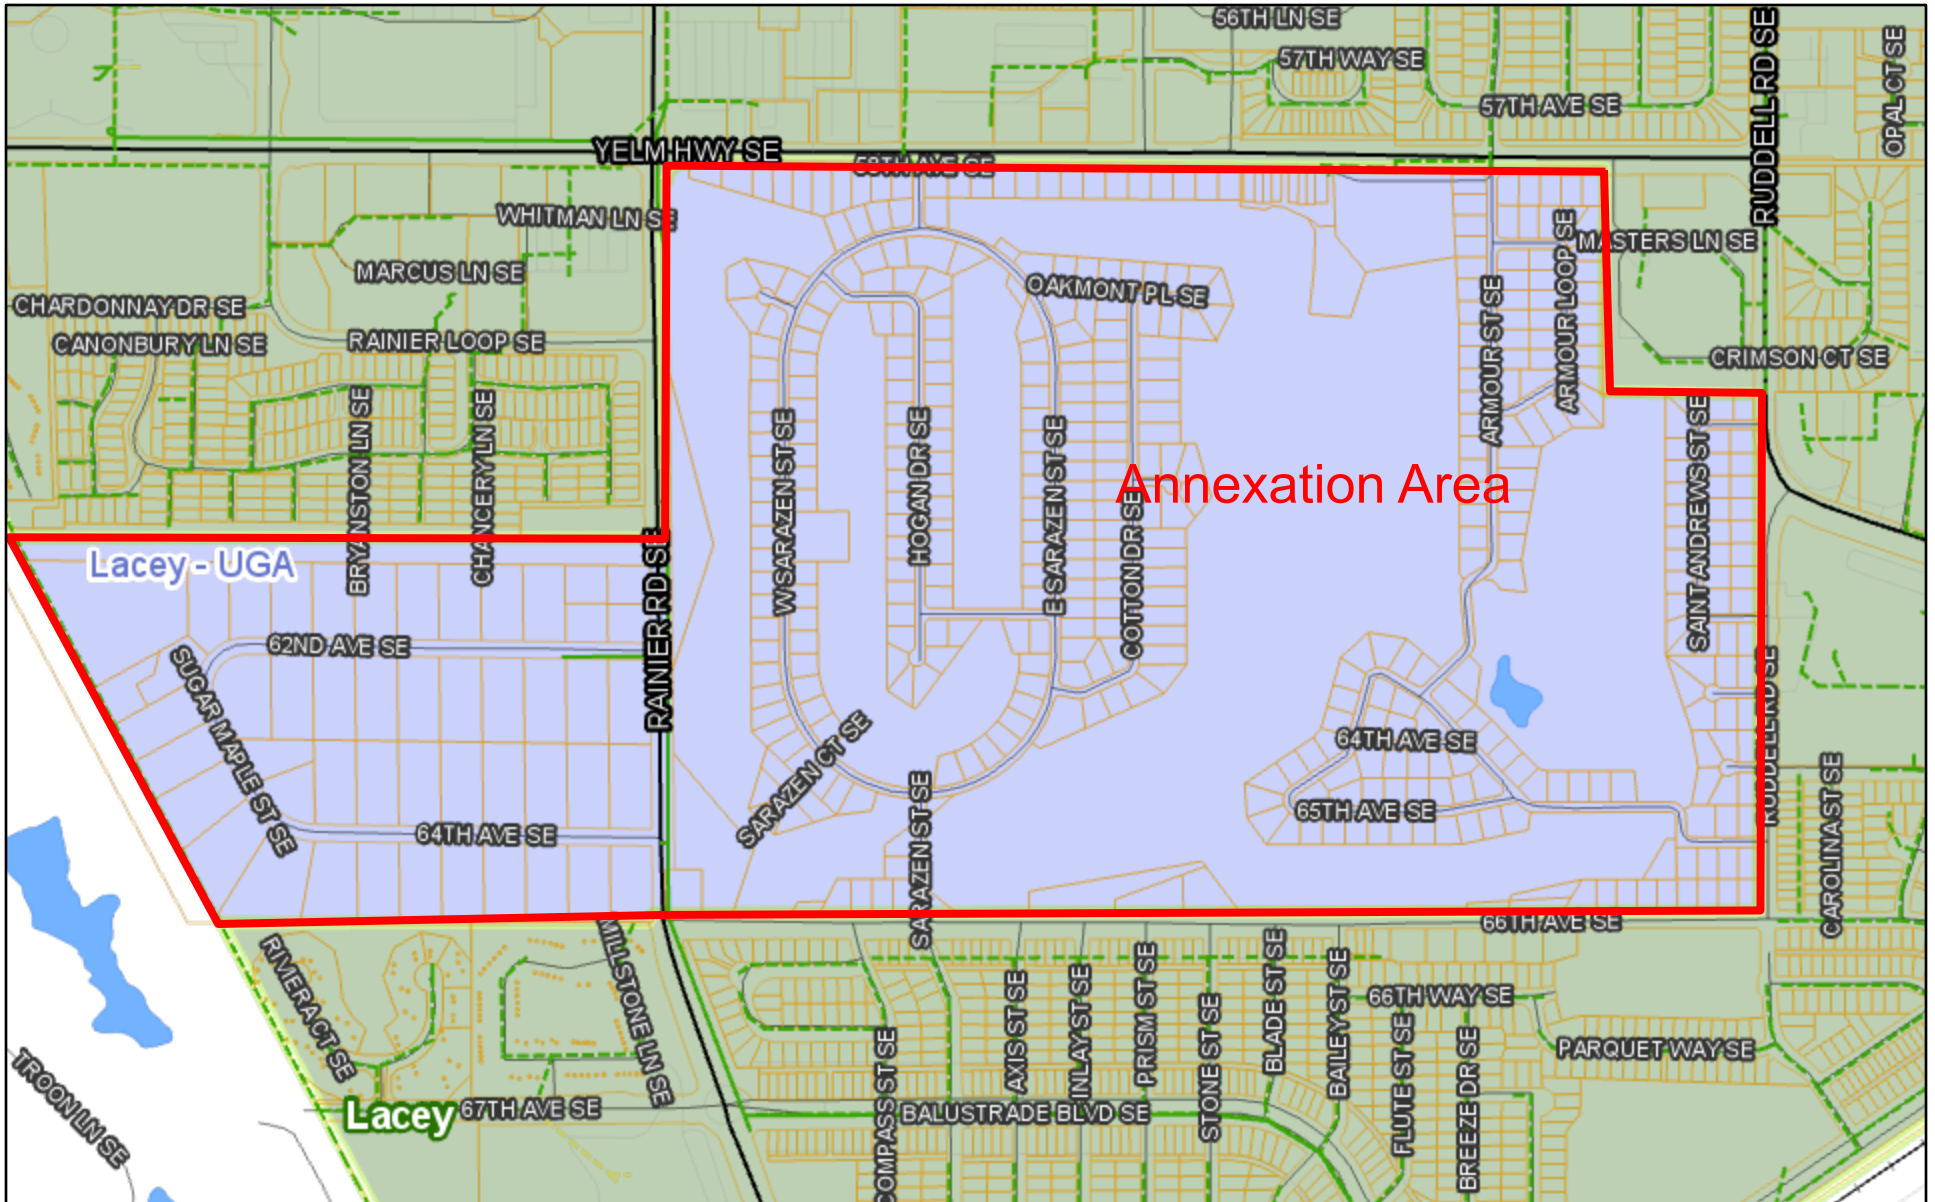 56TH LN SE
57TH WAY SE
57TH AVE SE
RUDDELL RD SE
OPAL CT SE
YELM HWY SE
58TH AVE SE
WHITMAN LN SE
MARCUS LN SE
CHARDONNAY DR SE
CANONBURY LN SE
RAINIER LOOP SE
BRYANSTON LN SE
CHANCERY LN SE
OAKMONT PL SE
MASTERS LN SE
ARMOUR ST SE
ARMOUR LOOP SE
CRIMSON CT SE
W SARAZEN ST SE
HOGAN DR SE
E SARAZEN ST SE
COTTON DR SE
Annexation Area
SAINT ANDREWS ST SE
Lacey - UGA
RAINIER RD SE
62ND AVE SE
SUGAR MAPLE ST SE
64TH AVE SE
SARAZEN CT SE
SARAZEN ST SE
64TH AVE SE
65TH AVE SE
RUDDELL RD SE
CAROLINA ST SE
66TH AVE SE
RIMERA CT SE
MILLSTONE LN SE
TROON LN SE
Lacey
67TH AVE SE
COMPASS ST SE
AXIS ST SE
INLAY ST SE
PRISM ST SE
STONE ST SE
BLADE ST SE
BAILEY ST SE
66TH WAY SE
FLUTE ST SE
BREEZE DR SE
PARQUET WAY SE
BALUSTRADE BLVD SE